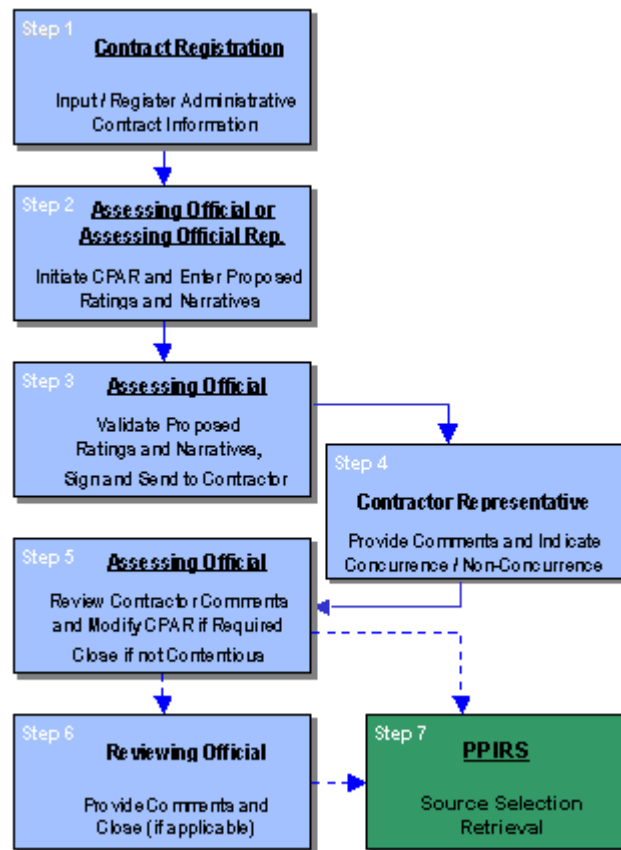 Step 1
Contract Registration
Input / Register Administrative
Contract Information
Step 2
Assessing Official or
Assessing Official Rep.
Initiate CPAR and Enter Proposed
Ratings and Narratives
Step 3
Assessing Official
Validate Proposed
Ratings and Narratives,
Sign and Send to Contractor
Step 4
Contractor Representative
Provide Comments and Indicate
Concurrence / Non-Concurrence
Step 5
Assessing Official
Review Contractor Comments
and Modify CPAR if Required
Close if not Contentious
Step 6
Reviewing Official
Provide Comments and
Close (if applicable)
Step 7
PPIRS
Source Selection
Retrieval